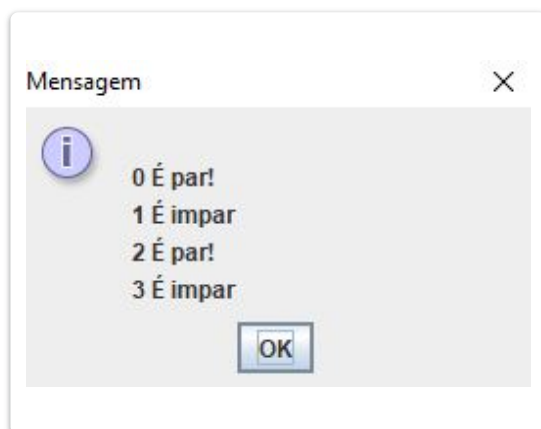 Mensagem
0 É par!
1 É impar
2 É par!
3 É impar
OK